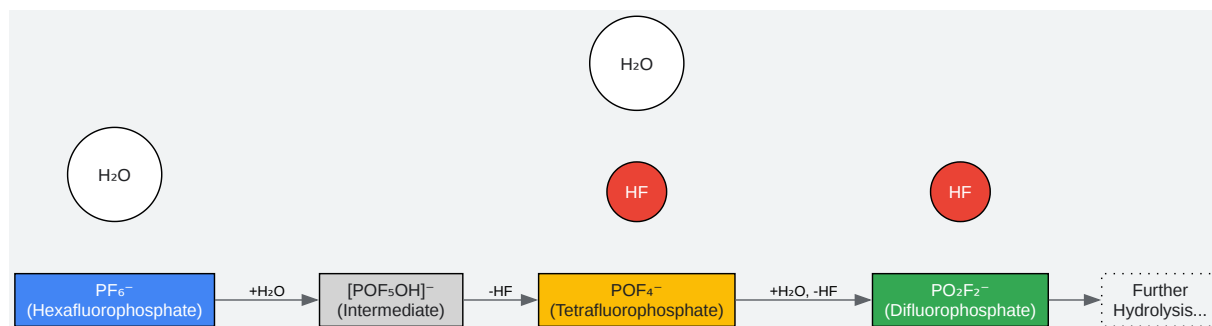 H₂O
H₂O
HF
HF
PF₆⁻
(Hexafluorophosphate)
+H₂O
[POF₅OH]⁻
(Intermediate)
-HF
POF₄⁻
(Tetrafluorophosphate)
+H₂O, -HF
PO₂F₂⁻
(Difluorophosphate)
Further
Hydrolysis...